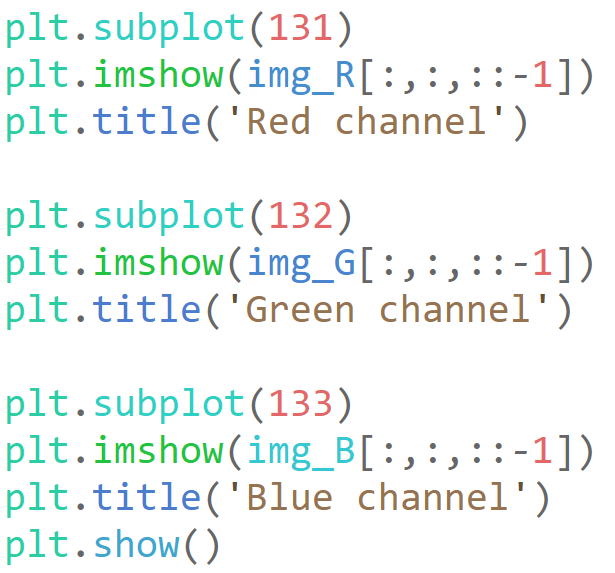 plt.subplot(131)
plt.imshow(img_R[:,:,::-1])
plt.title('Red channel')

plt.subplot(132)
plt.imshow(img_G[:,:,::-1])
plt.title('Green channel')

plt.subplot(133)
plt.imshow(img_B[:,:,::-1])
plt.title('Blue channel')
plt.show()